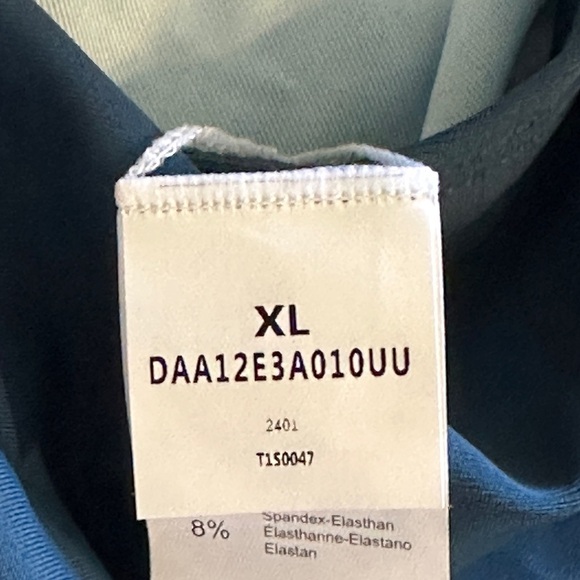 XL
DAA12E3A010UU
2401
T1S0047
8% Spandex-Elasthan
Élasthanne-Elastano
Elastan